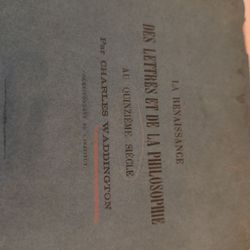 LA RENAISSANCE
DES LETTRES ET DE LA PHILOSOPHIE
AU QUINZIÈME SIÈCLE
Par CHARLES WADDINGTON